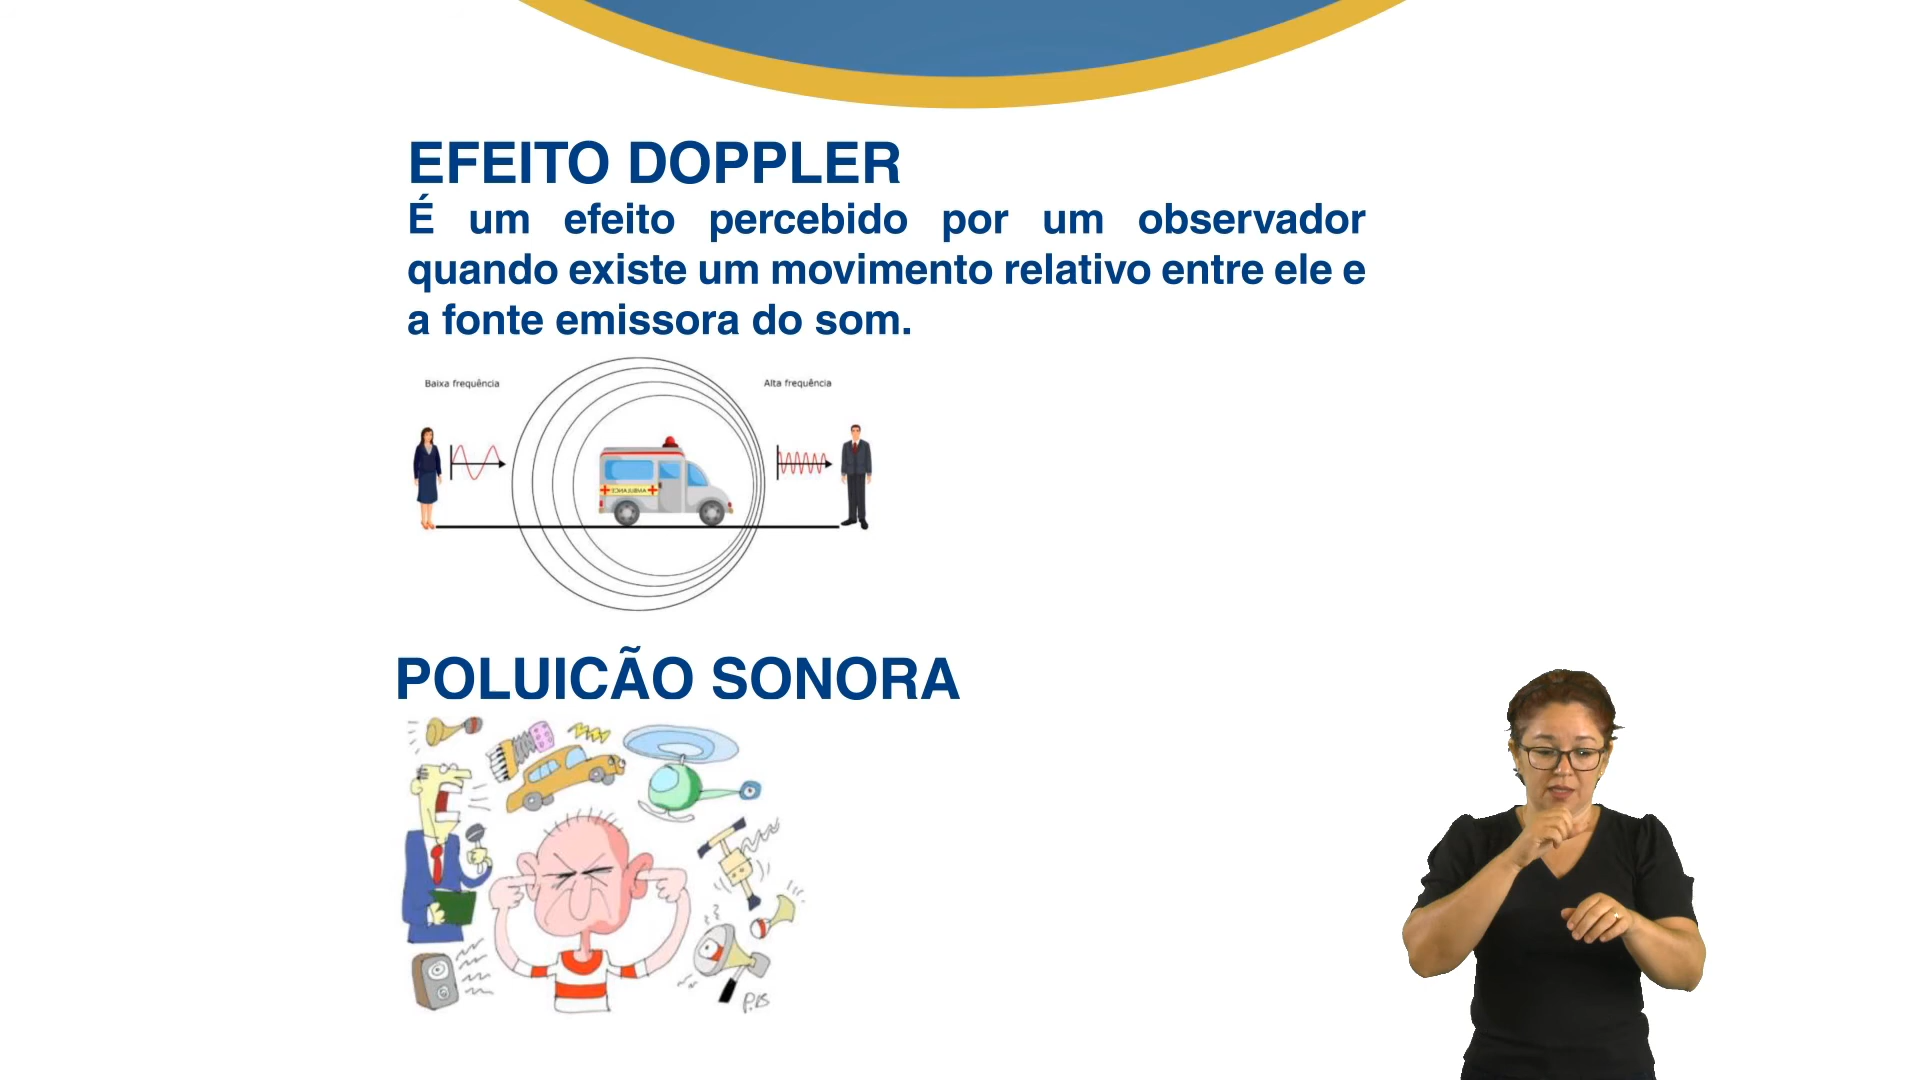 EFEITO DOPPLER
É um efeito percebido por um observador
quando existe um movimento relativo entre ele e
a fonte emissora do som.
Baixa frequência
Alta frequência
AMBULANCE
POLUICÃO SONORA